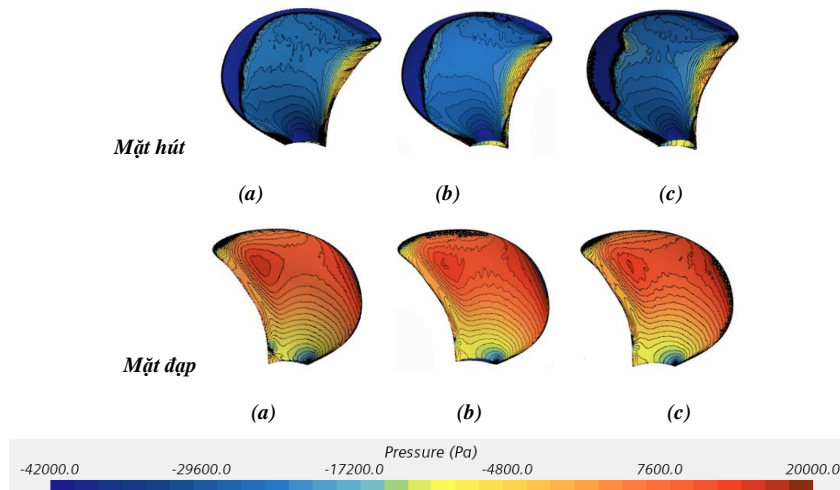 Mặt hút
(a) (b) (c)
Mặt đạp
(a) (b) (c)
Pressure (Pa)
-42000.0 -29600.0 -17200.0 -4800.0 7600.0 20000.0